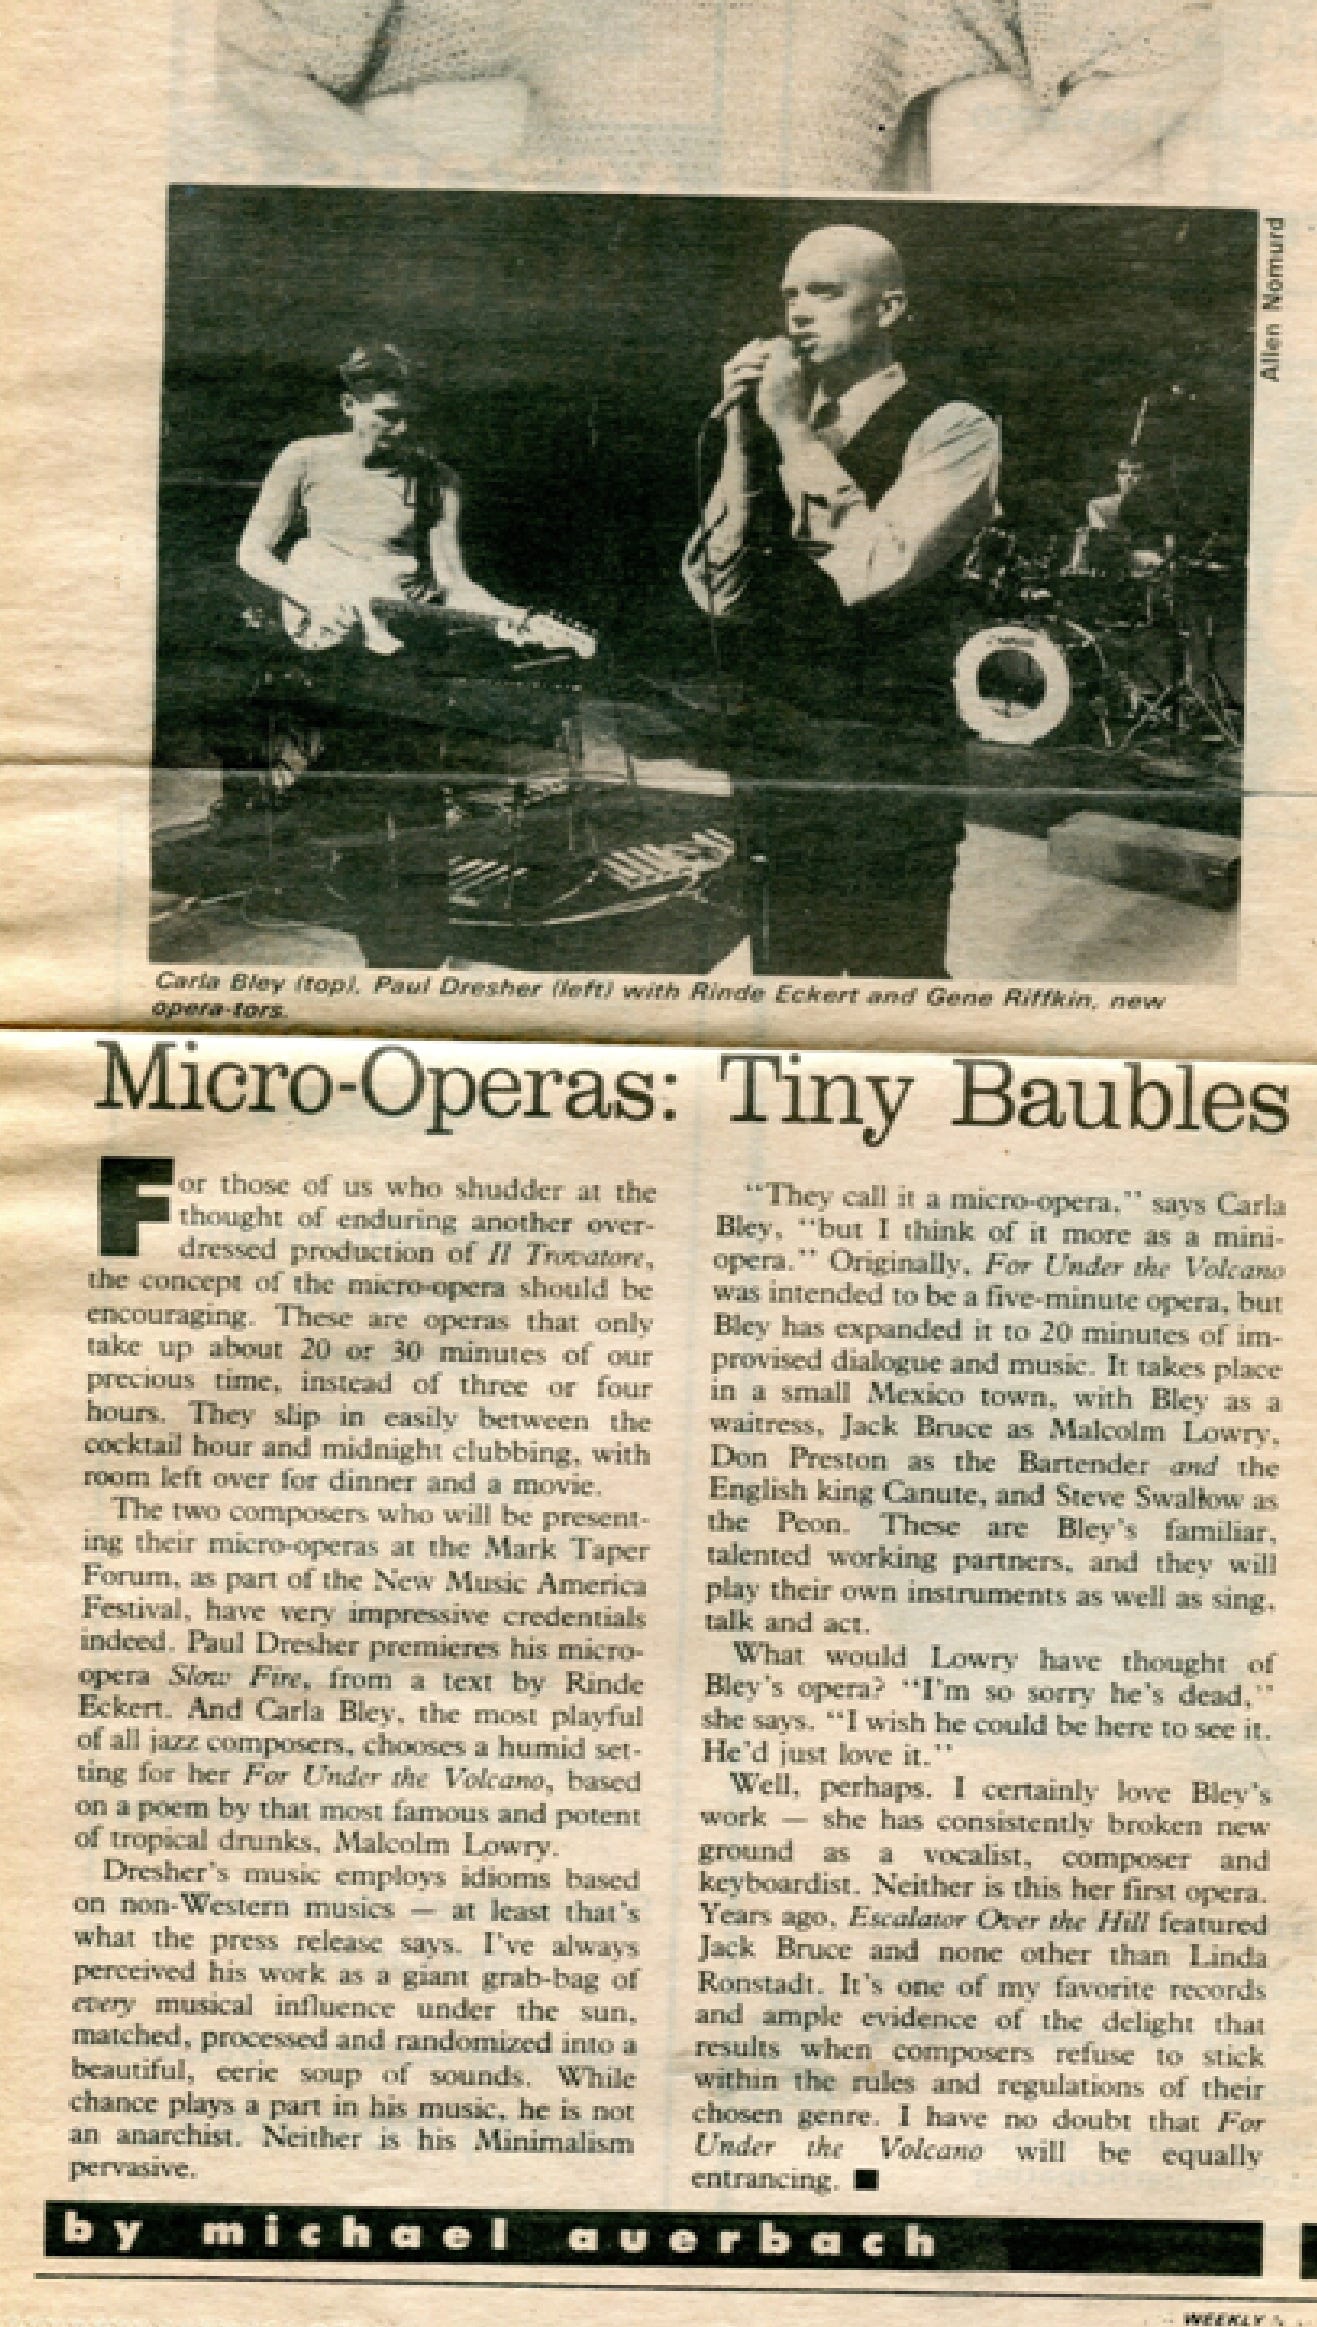 Allen Nomurd
Carla Bley (top). Paul Dresher (left) with Rinde Eckert and Gene Riffkin, new
opera-tors.
Micro-Operas: Tiny Baubles
For those of us who shudder at the
thought of enduring another over-
dressed production of Il Trovatore,
the concept of the micro-opera should be
encouraging. These are operas that only
take up about 20 or 30 minutes of our
precious time, instead of three or four
hours. They slip in easily between the
cocktail hour and midnight clubbing, with
room left over for dinner and a movie.
The two composers who will be present-
ing their micro-operas at the Mark Taper
Forum, as part of the New Music America
Festival, have very impressive credentials
indeed. Paul Dresher premieres his micro-
opera Slow Fire, from a text by Rinde
Eckert. And Carla Bley, the most playful
of all jazz composers, chooses a humid set-
ting for her For Under the Volcano, based
on a poem by that most famous and potent
of tropical drunks, Malcolm Lowry.
Dresher's music employs idioms based
on non-Western musics — at least that's
what the press release says. I've always
perceived his work as a giant grab-bag of
every musical influence under the sun,
matched, processed and randomized into a
beautiful, eerie soup of sounds. While
chance plays a part in his music, he is not
an anarchist. Neither is his Minimalism
pervasive.
"They call it a micro-opera," says Carla
Bley, "but I think of it more as a mini-
opera." Originally, For Under the Volcano
was intended to be a five-minute opera, but
Bley has expanded it to 20 minutes of im-
provised dialogue and music. It takes place
in a small Mexico town, with Bley as a
waitress, Jack Bruce as Malcolm Lowry,
Don Preston as the Bartender and the
English king Canute, and Steve Swallow as
the Peon. These are Bley's familiar,
talented working partners, and they will
play their own instruments as well as sing,
talk and act.
What would Lowry have thought of
Bley's opera? "I'm so sorry he's dead,"
she says. "I wish he could be here to see it.
He'd just love it."
Well, perhaps. I certainly love Bley's
work — she has consistently broken new
ground as a vocalist, composer and
keyboardist. Neither is this her first opera.
Years ago, Escalator Over the Hill featured
Jack Bruce and none other than Linda
Ronstadt. It's one of my favorite records
and ample evidence of the delight that
results when composers refuse to stick
within the rules and regulations of their
chosen genre. I have no doubt that For
Under the Volcano will be equally
entrancing. ■
by michael auerbach
WEEKLY